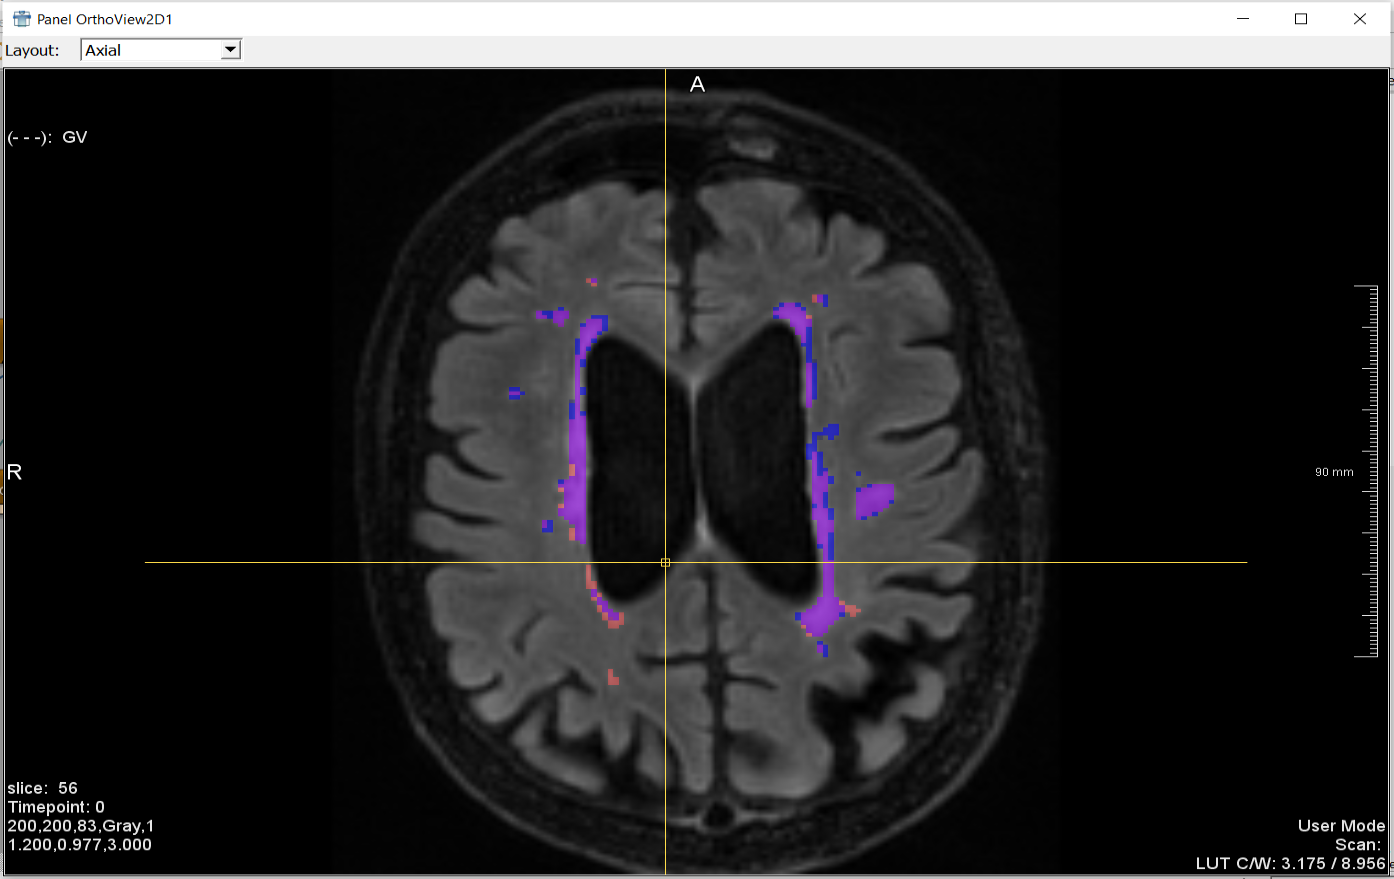 Panel OrthoView2D1
Layout: Axial
A
(- - -): GV
R
90 mm
slice: 56
Timepoint: 0
200,200,83,Gray,1
1.200,0.977,3.000
User Mode
Scan:
LUT C/W: 3.175 / 8.956